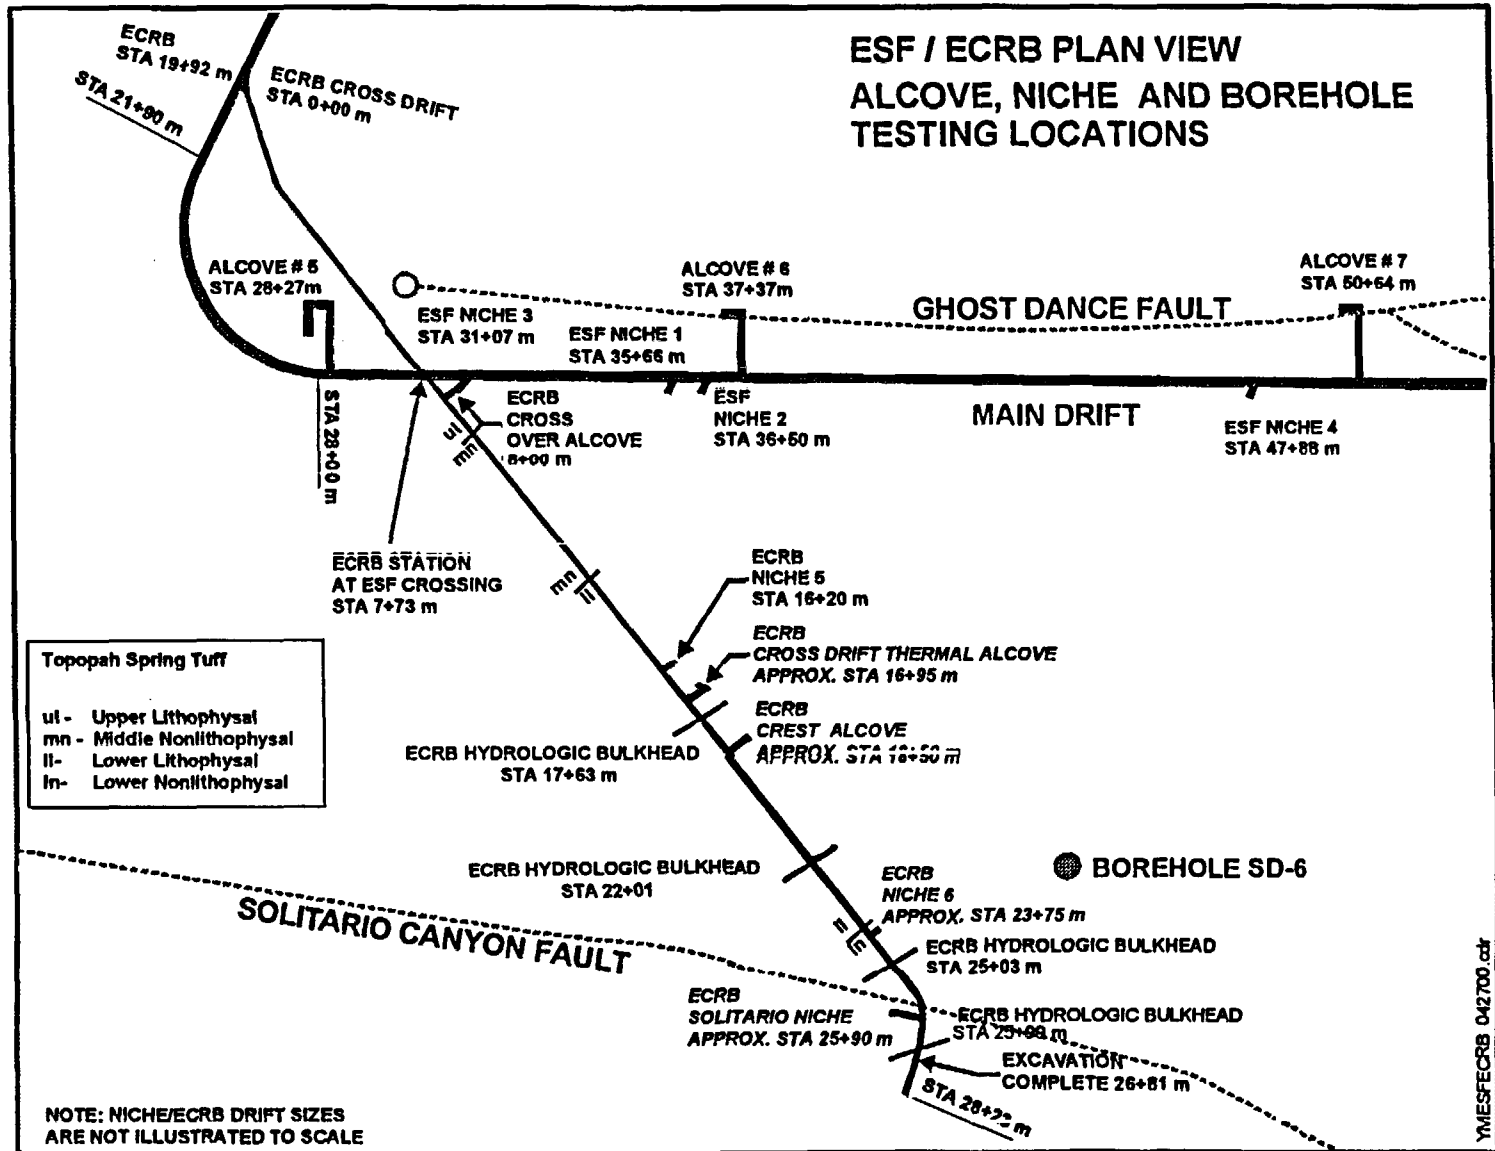 ESF / ECRB PLAN VIEW
ALCOVE, NICHE AND BOREHOLE
TESTING LOCATIONS
ECRB
STA 19+92 m
STA 21+90 m
ECRB CROSS DRIFT
STA 0+00 m
ALCOVE # 5
STA 28+27m
ESF NICHE 3
STA 31+07 m
ESF NICHE 1
STA 35+66 m
ALCOVE # 6
STA 37+37m
GHOST DANCE FAULT
ALCOVE # 7
STA 50+64 m
STA 28+00 m
ECRB
CROSS
OVER ALCOVE
8+00 m
ul
mn
ESF
NICHE 2
STA 36+50 m
MAIN DRIFT
ESF NICHE 4
STA 47+88 m
ECRB STATION
AT ESF CROSSING
STA 7+73 m
mn
ll
ECRB
NICHE 5
STA 16+20 m
ECRB
CROSS DRIFT THERMAL ALCOVE
APPROX. STA 16+95 m
Topopah Spring Tuff
ul - Upper Lithophysal
mn - Middle Nonlithophysal
ll- Lower Lithophysal
ln- Lower Nonlithophysal
ECRB
CREST ALCOVE
APPROX. STA
ECRB HYDROLOGIC BULKHEAD
STA 17+63 m
ECRB HYDROLOGIC BULKHEAD
STA 22+01
BOREHOLE SD-6
ECRB
NICHE 6
APPROX. STA 23+75 m
ll
ln
SOLITARIO CANYON FAULT
ECRB HYDROLOGIC BULKHEAD
STA 25+03 m
ECRB
SOLITARIO NICHE
APPROX. STA 25+90 m
ECRB HYDROLOGIC BULKHEAD
STA
EXCAVATION
COMPLETE 26+81 m
STA
NOTE: NICHE/ECRB DRIFT SIZES
ARE NOT ILLUSTRATED TO SCALE
YMESFECRB 042700.cdr